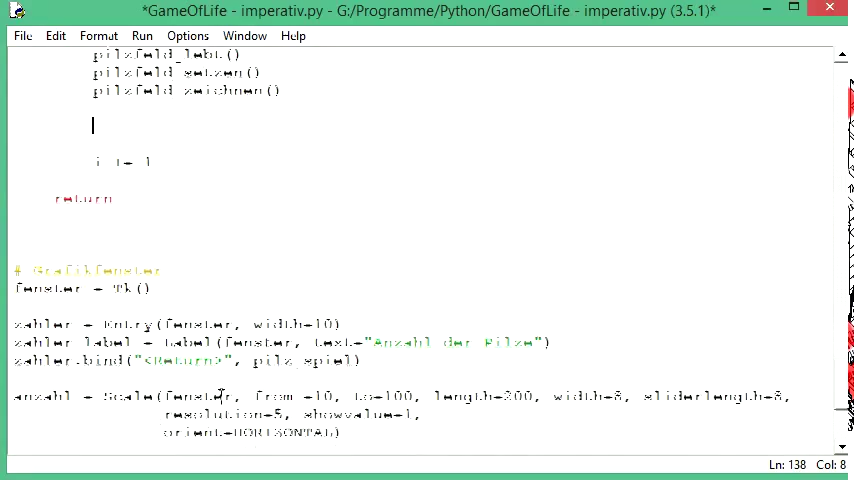 *GameOfLife - imperativ.py - G:/Programme/Python/GameOfLife - imperativ.py (3.5.1)*
File Edit Format Run Options Window Help
pilzfeld_lebt()
pilzfeld_setzen()
pilzfeld_zeichnen()
i += 1
return
# Grafikfenster
fenster = Tk()
zahler = Entry(fenster, width=10)
zahler_label = Label(fenster, text="Anzahl der Pilze")
zahler.bind("<Return>", pilz_spiel)
anzahl = Scale(fenster, from_=10, to=100, length=200, width=8, sliderlength=8,
resolution=5, showvalue=1,
orient=HORIZONTAL)
Ln: 138 Col: 8